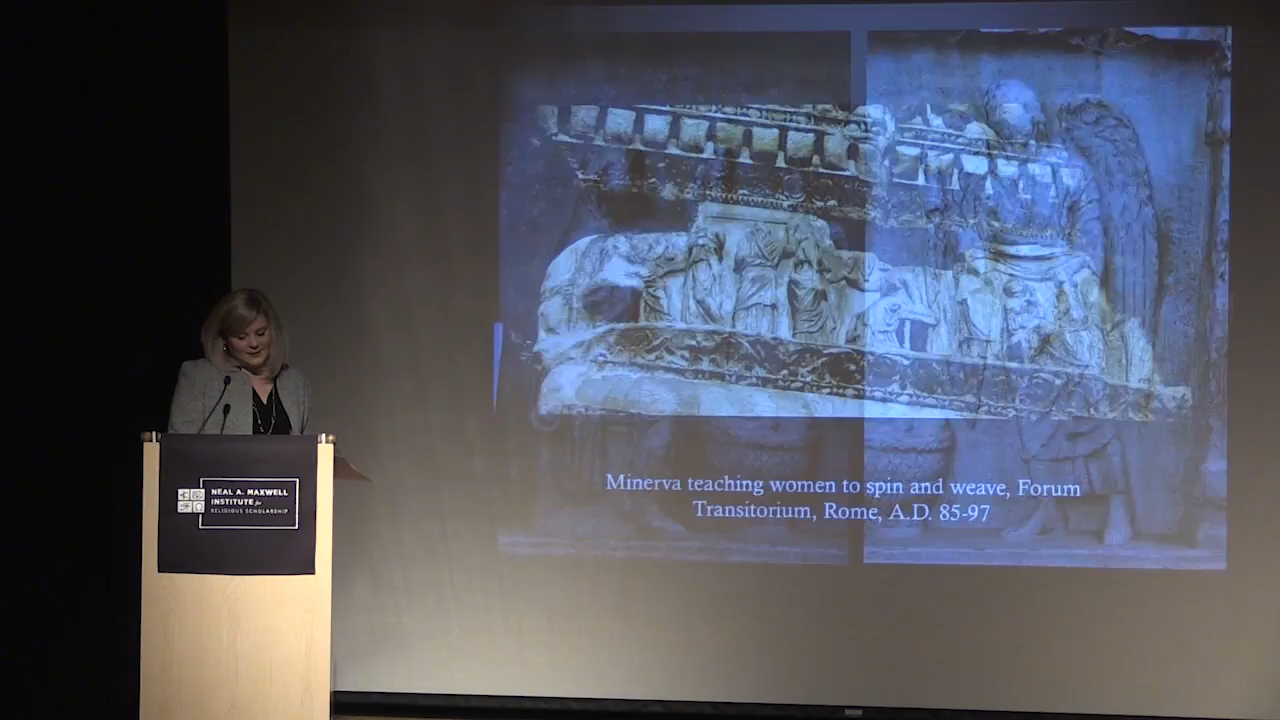 NEAL A. MAXWELL
INSTITUTE for
RELIGIOUS SCHOLARSHIP
Minerva teaching women to spin and weave, Forum
Transitorium, Rome, A.D. 85-97